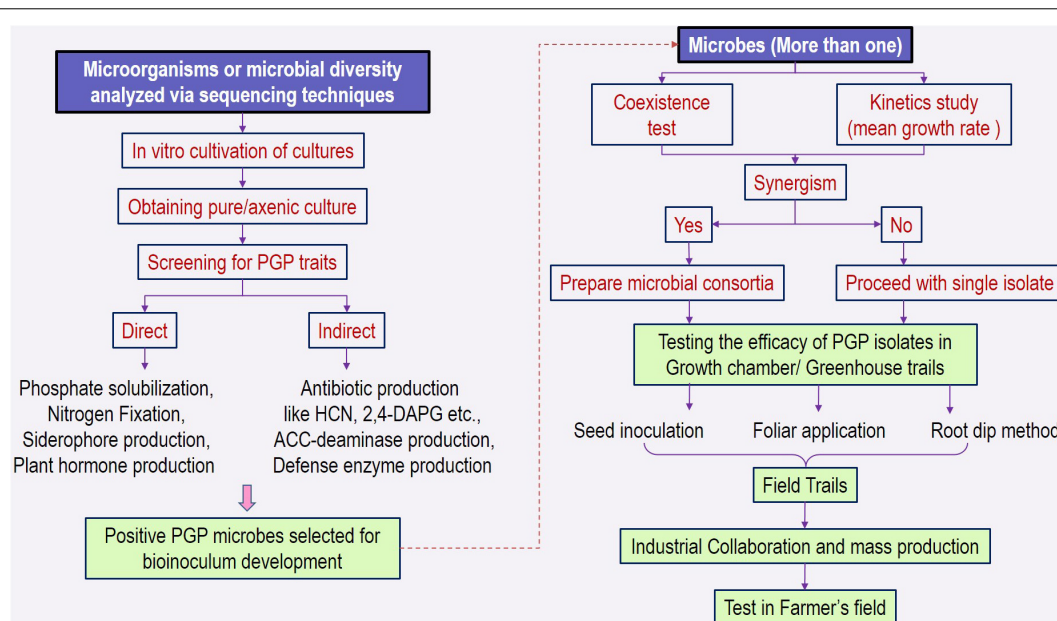 Microorganisms or microbial diversity
analyzed via sequencing techniques
In vitro cultivation of cultures
Obtaining pure/axenic culture
Screening for PGP traits
Direct
Indirect
Phosphate solubilization,
Nitrogen Fixation,
Siderophore production,
Plant hormone production
Antibiotic production
like HCN, 2,4-DAPG etc.,
ACC-deaminase production,
Defense enzyme production
Positive PGP microbes selected for
bioinoculum development
Microbes (More than one)
Coexistence
test
Kinetics study
(mean growth rate )
Synergism
Yes
No
Prepare microbial consortia
Proceed with single isolate
Testing the efficacy of PGP isolates in
Growth chamber/ Greenhouse trails
Seed inoculation
Foliar application
Root dip method
Field Trails
Industrial Collaboration and mass production
Test in Farmer's field